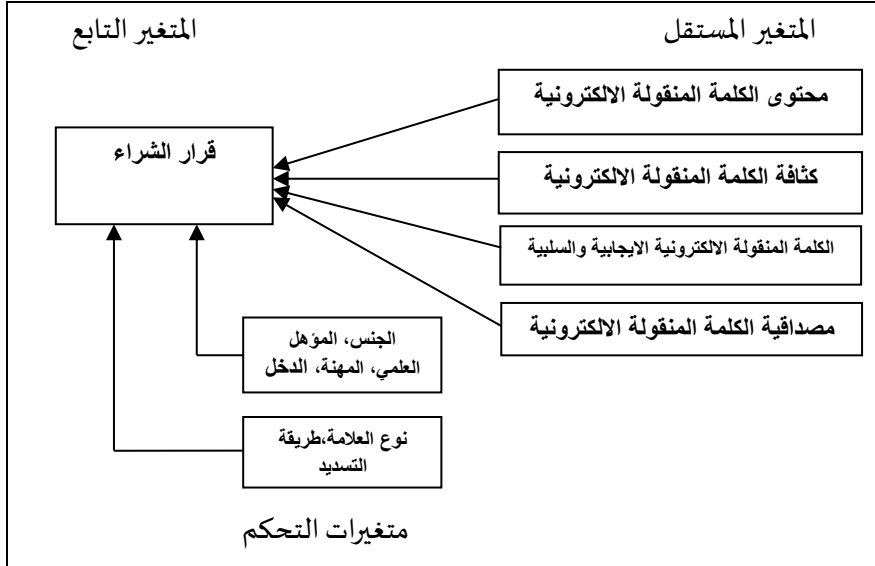 المتغير المستقل
المتغير التابع
محتوى الكلمة المنقولة الالكترونية
قرار الشراء
كثافة الكلمة المنقولة الالكترونية
الكلمة المنقولة الالكترونية الايجابية والسلبية
مصداقية الكلمة المنقولة الالكترونية
الجنس، المؤهل
العلمي، المهنة، الدخل
نوع العلامة،طريقة
التسديد
متغيرات التحكم